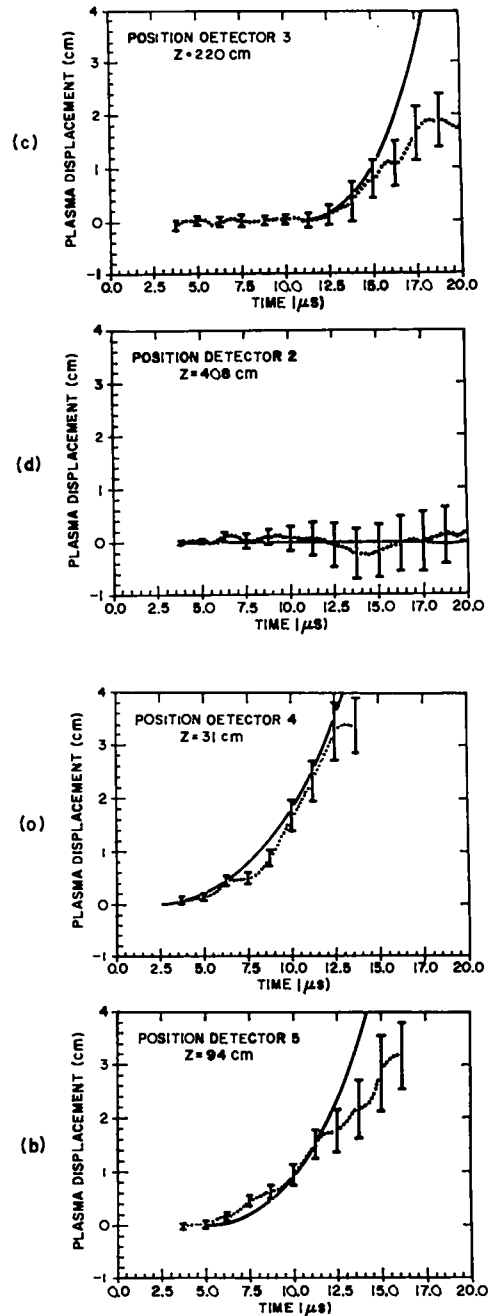 (c)
PLASMA DISPLACEMENT (cm)
POSITION DETECTOR 3
Z=220 cm
4
3
2
1
0
-1
0.0 2.5 5.0 7.5 10.0 12.5 15.0 17.5 20.0
TIME (μs)
(d)
PLASMA DISPLACEMENT (cm)
POSITION DETECTOR 2
Z=408 cm
4
3
2
1
0
-1
0.0 2.5 5.0 7.5 10.0 12.5 15.0 17.5 20.0
TIME (μs)
(a)
PLASMA DISPLACEMENT (cm)
POSITION DETECTOR 4
Z=31 cm
4
3
2
1
0
-1
0.0 2.5 5.0 7.5 10.0 12.5 15.0 17.5 20.0
TIME (μs)
(b)
PLASMA DISPLACEMENT (cm)
POSITION DETECTOR 5
Z=94 cm
4
3
2
1
0
-1
0.0 2.5 5.0 7.5 10.0 12.5 15.0 17.5 20.0
TIME (μs)